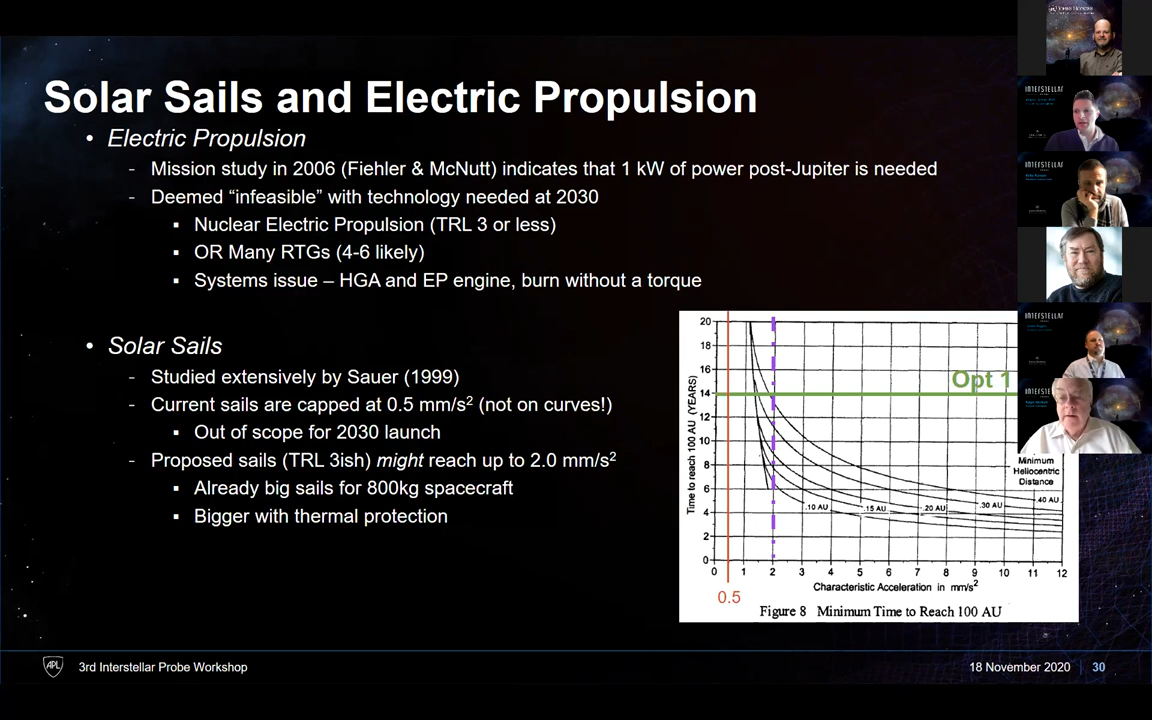 Solar Sails and Electric Propulsion
• Electric Propulsion
- Mission study in 2006 (Fiehler & McNutt) indicates that 1 kW of power post-Jupiter is needed
- Deemed “infeasible” with technology needed at 2030
▪ Nuclear Electric Propulsion (TRL 3 or less)
▪ OR Many RTGs (4-6 likely)
▪ Systems issue – HGA and EP engine, burn without a torque
• Solar Sails
- Studied extensively by Sauer (1999)
- Current sails are capped at 0.5 mm/s² (not on curves!)
▪ Out of scope for 2030 launch
- Proposed sails (TRL 3ish) might reach up to 2.0 mm/s²
▪ Already big sails for 800kg spacecraft
▪ Bigger with thermal protection
Time to reach 100 AU (YEARS)
20
18
16
14
12
10
8
6
4
2
0
Opt 1
Minimum
Heliocentric
Distance
.10 AU
.15 AU
.20 AU
.30 AU
.40 AU
0 1 2 3 4 5 6 7 8 9 10 11 12
Characteristic Acceleration in mm/s²
0.5
Figure 8 Minimum Time to Reach 100 AU
APL
3rd Interstellar Probe Workshop
18 November 2020 | 30
JOHNS HOPKINS
INTERSTELLAR
INTERSTELLAR
INTERSTELLAR
INTERSTELLAR